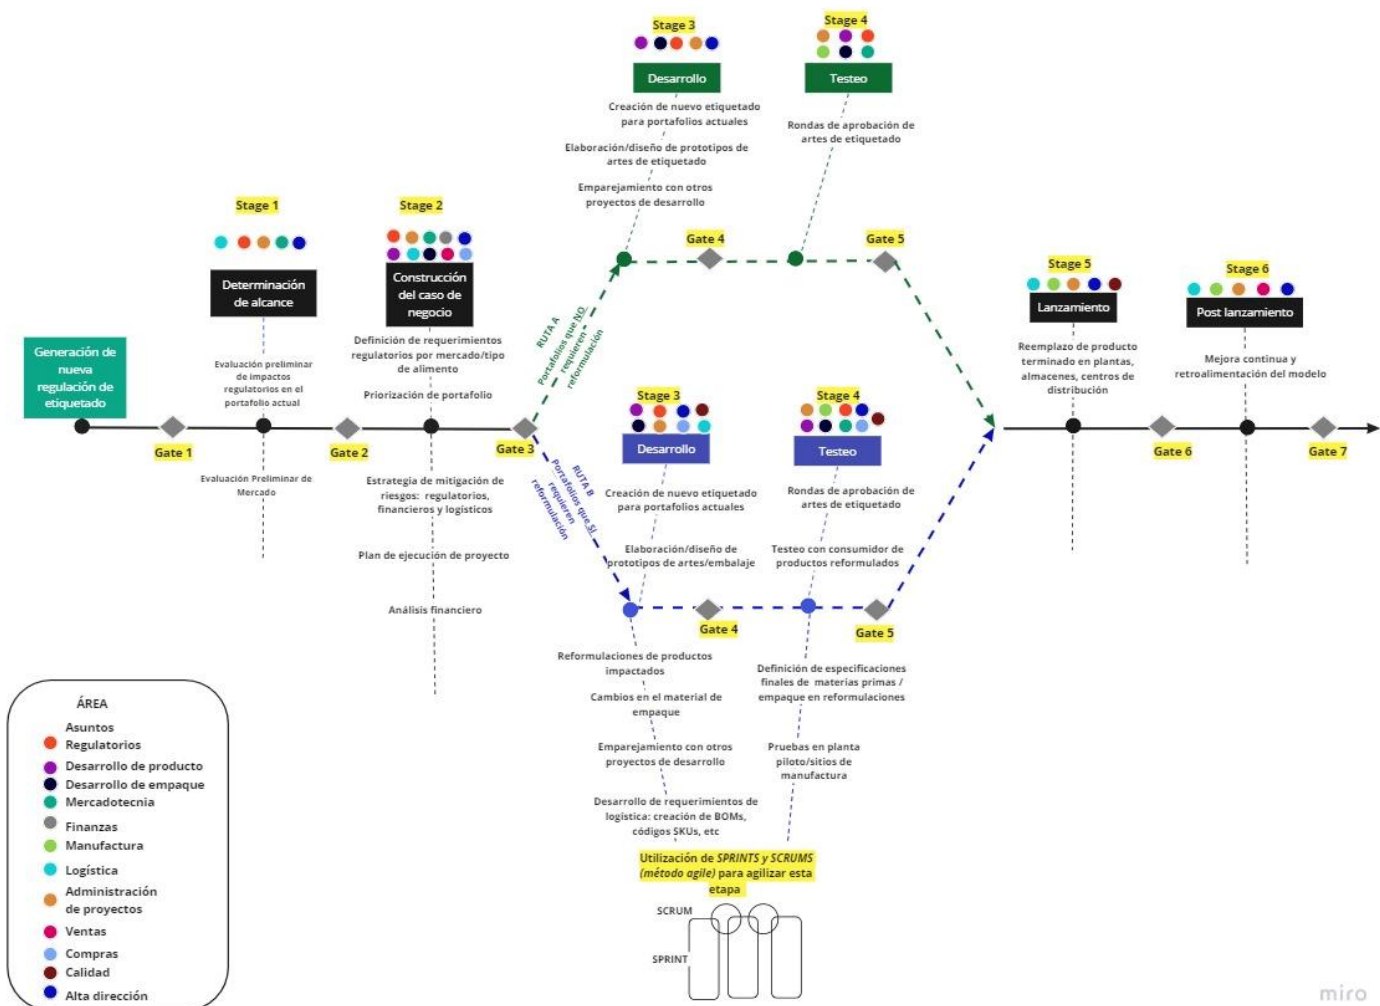 Stage 3
Desarrollo
Creación de nuevo etiquetado
para portafolios actuales
Elaboración/diseño de prototipos de
artes de etiquetado
Emparejamiento con otros
proyectos de desarrollo
Stage 4
Testeo
Rondas de aprobación de
artes de etiquetado
Gate 4
Gate 5
Generación de
nueva
regulación de
etiquetado
Gate 1
Stage 1
Determinación
de alcance
Evaluación preliminar
de impactos
regulatorios en el
portafolio actual
Evaluación Preliminar de
Mercado
Gate 2
Stage 2
Construcción
del caso de
negocio
Definición de requerimientos
regulatorios por mercado/tipo
de alimento
Priorización de portafolio
Estrategia de mitigación de
riesgos: regulatorios,
financieros y logísticos
Plan de ejecución de proyecto
Análisis financiero
Gate 3
RUTA A
Portafolios que NO
requieren
reformulación
RUTA B
Portafolios que SI
requieren
reformulación
Stage 3
Desarrollo
Creación de nuevo etiquetado
para portafolios actuales
Elaboración/diseño de
prototipos de artes/embalaje
Reformulaciones de productos
impactados
Cambios en el material de
empaque
Emparejamiento con otros
proyectos de desarrollo
Desarrollo de requerimientos de
logística: creación de BOMs,
códigos SKUs, etc
Gate 4
Stage 4
Testeo
Rondas de aprobación de
artes de etiquetado
Testeo con consumidor de
productos reformulados
Definición de especificaciones
finales de materias primas /
empaque en reformulaciones
Pruebas en planta
piloto/sitios de
manufactura
Gate 5
Utilización de SPRINTS y SCRUMS
(método agile) para agilizar esta
etapa
SCRUM
SPRINT
Stage 5
Lanzamiento
Reemplazo de producto
terminado en plantas,
almacenes, centros de
distribución
Gate 6
Stage 6
Post lanzamiento
Mejora continua y
retroalimentación del modelo
Gate 7
ÁREA
Asuntos
Regulatorios
Desarrollo de producto
Desarrollo de empaque
Mercadotecnia
Finanzas
Manufactura
Logística
Administración
de proyectos
Ventas
Compras
Calidad
Alta dirección
miro